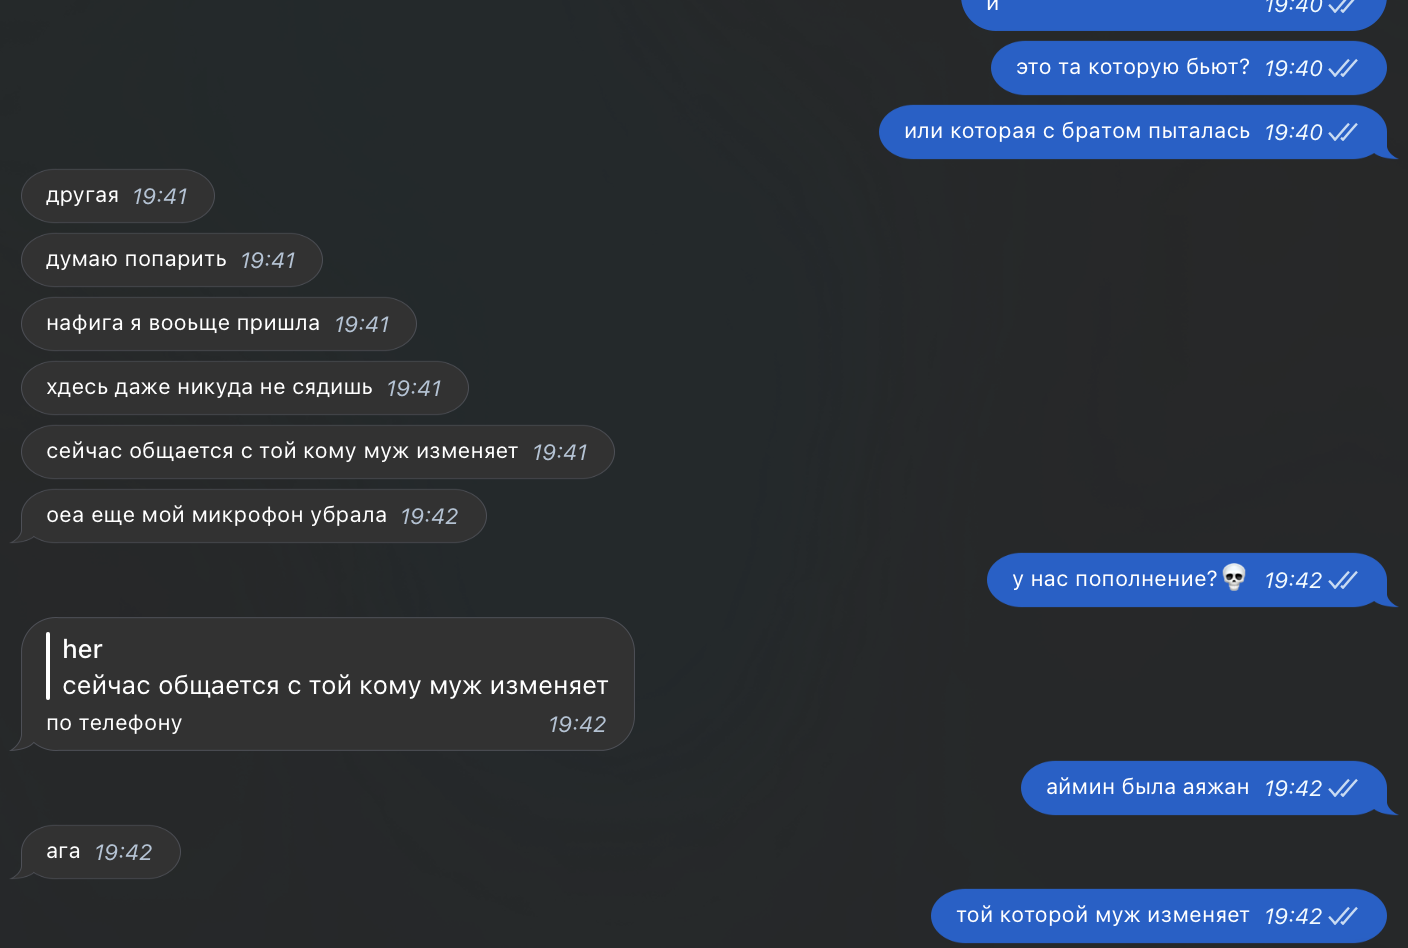 и 19:40
это та которую бьют? 19:40
или которая с братом пыталась 19:40
другая 19:41
думаю попарить 19:41
нафига я вооьще пришла 19:41
хдесь даже никуда не сядишь 19:41
сейчас общается с той кому муж изменяет 19:41
оеа еще мой микрофон убрала 19:42
у нас пополнение?💀 19:42
her
сейчас общается с той кому муж изменяет
по телефону 19:42
аймин была аяжан 19:42
ага 19:42
той которой муж изменяет 19:42